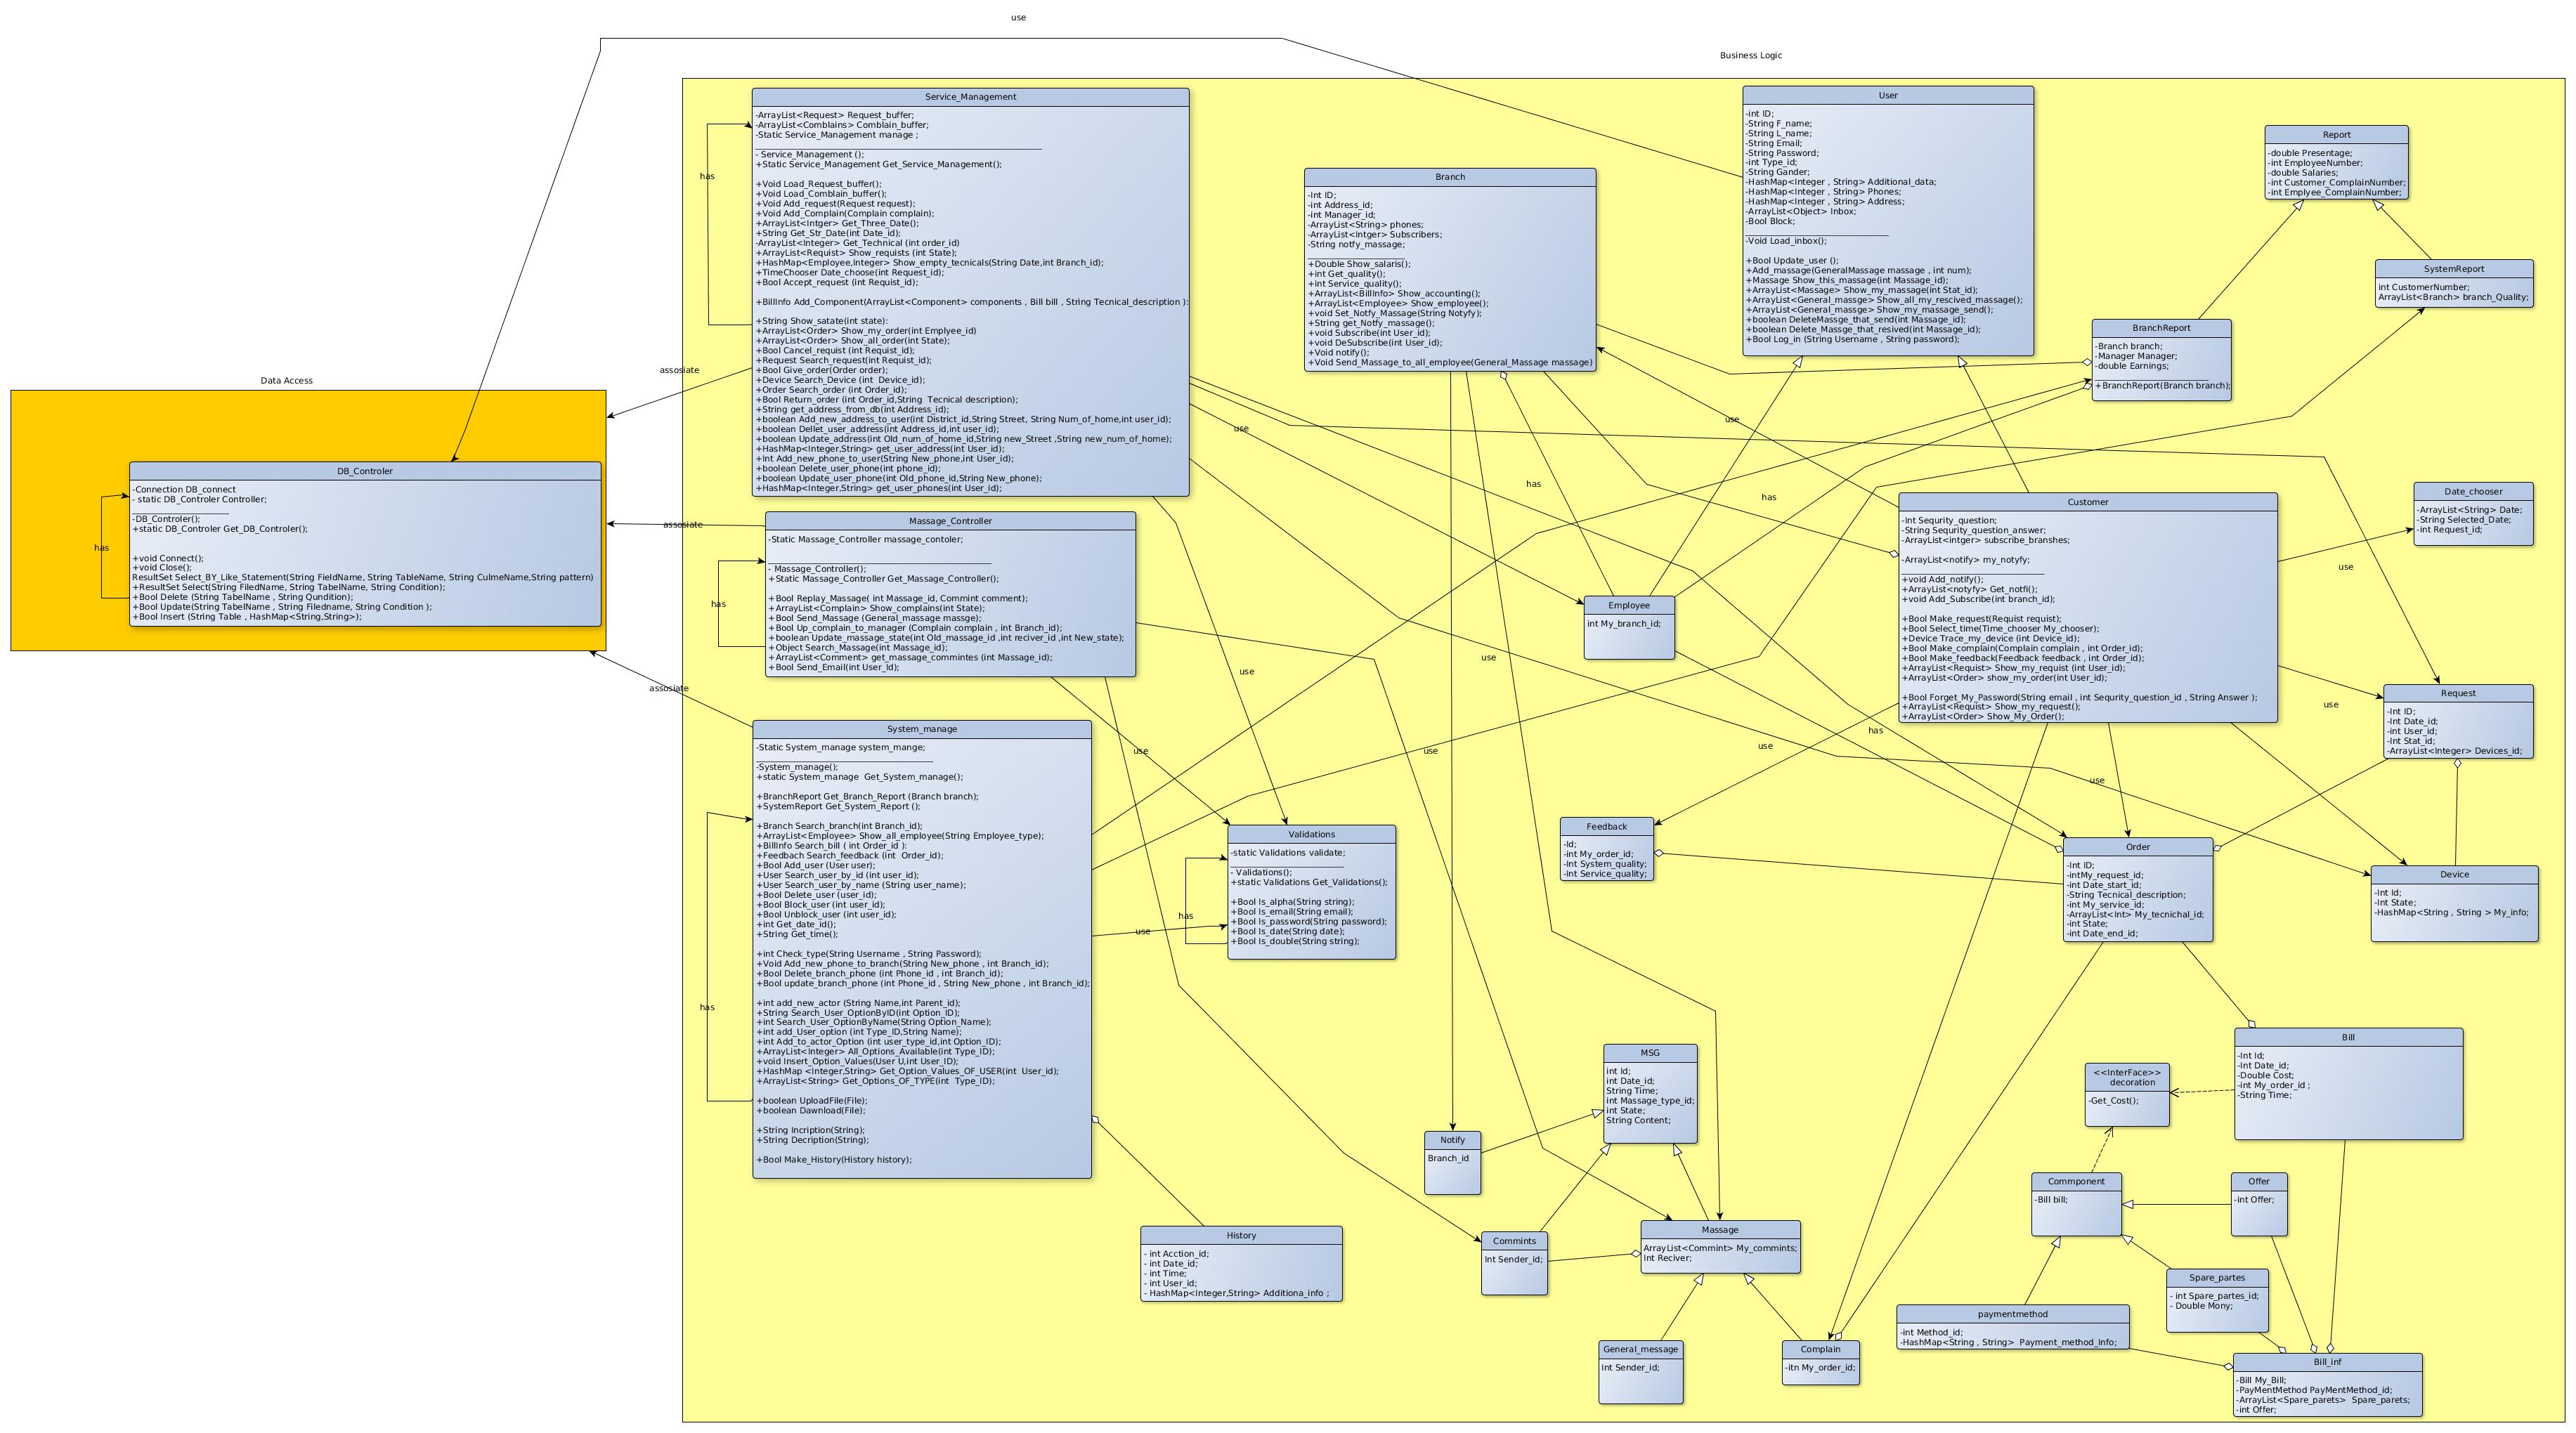 use
Business Logic
Service_Management
-ArrayList<Request> Request_buffer;
-ArrayList<Comblains> Comblain_buffer;
-Static Service_Management manage ;
- Service_Management ();
+Static Service_Management Get_Service_Management();
+Void Load_Request_buffer();
+Void Load_Comblain_buffer();
+Void Add_request(Request request);
+Void Add_Complain(Complain complain);
+ArrayList<Intger> Get_Three_Date();
+String Get_Str_Date(int Date_id);
-ArrayList<Integer> Get_Technical (int order_id)
+ArrayList<Requist> Show_requists (int State);
+HashMap<Employee,Integer> Show_empty_tecnicals(String Date,int Branch_id);
+TimeChooser Date_choose(int Request_id);
+Bool Accept_request (int Requist_id);
+BillInfo Add_Component(ArrayList<Component> components , Bill bill , String Tecnical_description ):
+String Show_satate(int state):
+ArrayList<Order> Show_my_order(int Emplyee_id)
+ArrayList<Order> Show_all_order(int State);
+Bool Cancel_requist (int Requist_id);
+Request Search_request(int Requist_id);
+Bool Give_order(Order order);
+Device Search_Device (int  Device_id);
+Order Search_order (int Order_id);
+Bool Return_order (int Order_id,String  Tecnical description);
+String get_address_from_db(int Address_id);
+boolean Add_new_address_to_user(int District_id,String Street, String Num_of_home,int user_id);
+boolean Dellet_user_address(int Address_id,int user_id);
+boolean Update_address(int Old_num_of_home_id,String new_Street ,String new_num_of_home);
+HashMap<Integer,String> get_user_address(int User_id);
+Int Add_new_phone_to_user(String New_phone,int User_id);
+boolean Delete_user_phone(int phone_id);
+boolean Update_user_phone(int Old_phone_id,String New_phone);
+HashMap<Integer,String> get_user_phones(int User_id);
has
Branch
-Int ID;
-int Address_id;
-int Manager_id;
-ArrayList<String> phones;
-ArrayList<Intger> Subscribers;
-String notfy_massage;
+Double Show_salaris();
+int Get_quality();
+int Service_quality();
+ArrayList<BillInfo> Show_accounting();
+ArrayList<Employee> Show_employee();
+void Set_Notfy_Massage(String Notyfy);
+String get_Notfy_massage();
+void Subscribe(int User_id);
+void DeSubscribe(int User_id);
+Void notify();
+Void Send_Massage_to_all_employee(General_Massage massage)
User
-int ID;
-String F_name;
-String L_name;
-String Email;
-String Password;
-int Type_id;
-String Gander;
-HashMap<Integer , String> Additional_data;
-HashMap<Integer , String> Phones;
-HashMap<Integer , String> Address;
-ArrayList<Object> Inbox;
-Bool Block;
-Void Load_inbox();
+Bool Update_user ();
+Add_massage(GeneralMassage massage , int num);
+Massage Show_this_massage(int Massage_id);
+ArrayList<Massage> Show_my_massage(int Stat_id);
+ArrayList<General_massge> Show_all_my_rescived_massage();
+ArrayList<General_massge> Show_my_massage_send();
+boolean DeleteMassge_that_send(int Massage_id);
+boolean Delete_Massge_that_resived(int Massage_id);
+Bool Log_in (String Username , String password);
Report
-double Presentage;
-int EmployeeNumber;
-double Salaries;
-int Customer_ComplainNumber;
-int Emplyee_ComplainNumber;
SystemReport
int CustomerNumber;
ArrayList<Branch> branch_Quality;
BranchReport
-Branch branch;
-Manager Manager;
-double Earnings;
+BranchReport(Branch branch);
Data Access
assosiate
DB_Controler
-Connection DB_connect
- static DB_Controler Controller;
-DB_Controler();
+static DB_Controler Get_DB_Controler();
+void Connect();
+void Close();
ResultSet Select_BY_Like_Statement(String FieldName, String TableName, String CulmeName,String pattern)
+ResultSet Select(String FiledName, String TabelName, String Condition);
+Bool Delete (String TabelName , String Qundition);
+Bool Update(String TabelName , String Filedname, String Condition );
+Bool Insert (String Table , HashMap<String,String>);
has
assosiate
assosiate
use
use
has
has
Massage_Controller
-Static Massage_Controller massage_contoler;
- Massage_Controller();
+Static Massage_Controller Get_Massage_Controller();
+Bool Replay_Massage( int Massage_id, Commint comment);
+ArrayList<Complain> Show_complains(int State);
+Bool Send_Massage (General_massage massge);
+Bool Up_complain_to_manager (Complain complain , int Branch_id);
+boolean Update_massage_state(int Old_massage_id ,int reciver_id ,int New_state);
+Object Search_Massage(int Massage_id);
+ArrayList<Comment> get_massage_commintes (int Massage_id);
+Bool Send_Email(int User_Id);
has
Employee
int My_branch_id;
Customer
-Int Sequrity_question;
-String Sequrity_question_answer;
-ArrayList<intger> subscribe_branshes;
-ArrayList<notify> my_notyfy;
+void Add_notify();
+ArrayList<notyfy> Get_notfi();
+void Add_Subscribe(int branch_id);
+Bool Make_request(Requist requist);
+Bool Select_time(Time_chooser My_chooser);
+Device Trace_my_device (int Device_id);
+Bool Make_complain(Complain complain , int Order_id);
+Bool Make_feedback(Feedback feedback , int Order_id);
+ArrayList<Requist> Show_my_requist (int User_id);
+ArrayList<Order> show_my_order(int User_id);
+Bool Forget_My_Password(String email , int Sequrity_question_id , String Answer );
+ArrayList<Requist> Show_my_request();
+ArrayList<Order> Show_My_Order();
Date_chooser
-ArrayList<String> Date;
-String Selected_Date;
-int Request_id;
use
use
use
use
use
use
use
has
use
use
Request
-Int ID;
-Int Date_id;
-int User_id;
-Int Stat_id;
-ArrayList<Integer> Devices_id;
System_manage
-Static System_manage system_mange;
-System_manage();
+static System_manage  Get_System_manage();
+BranchReport Get_Branch_Report (Branch branch);
+SystemReport Get_System_Report ();
+Branch Search_branch(int Branch_id);
+ArrayList<Employee> Show_all_employee(String Employee_type);
+BillInfo Search_bill ( int Order_id ):
+Feedbach Search_feedback (int  Order_id);
+Bool Add_user (User user);
+User Search_user_by_id (int user_id);
+User Search_user_by_name (String user_name);
+Bool Delete_user (user_id);
+Bool Block_user (int user_id);
+Bool Unblock_user (int user_id);
+int Get_date_id();
+String Get_time();
+int Check_type(String Username , String Password);
+Void Add_new_phone_to_branch(String New_phone , int Branch_id);
+Bool Delete_branch_phone (int Phone_id , int Branch_id);
+Bool update_branch_phone (int Phone_id , String New_phone , int Branch_id);
+int add_new_actor (String Name,int Parent_id);
+String Search_User_OptionByID(int Option_ID);
+int Search_User_OptionByName(String Option_Name);
+int add_User_option (int Type_ID,String Name);
+int Add_to_actor_Option (int user_type_id,int Option_ID);
+ArrayList<Integer> All_Options_Available(int Type_ID);
+void Insert_Option_Values(User U,int User_ID);
+HashMap <Integer,String> Get_Option_Values_OF_USER(int  User_id);
+ArrayList<String> Get_Options_OF_TYPE(int  Type_ID);
+boolean UploadFile(File);
+boolean Dawnload(File);
+String Incription(String);
+String Decription(String);
+Bool Make_History(History history);
has
Validations
-static Validations validate;
- Validations();
+static Validations Get_Validations();
+Bool Is_alpha(String string);
+Bool Is_email(String email);
+Bool Is_password(String password);
+Bool Is_date(String date);
+Bool Is_double(String string);
has
Feedback
-Id;
-int My_order_id;
-Int System_quality;
-Int Service_quality;
Order
-Int ID;
-intMy_request_id;
-int Date_start_id;
-String Tecnical_description;
-int My_service_id;
-ArrayList<Int> My_tecnichal_id;
-int State;
-int Date_end_id;
Device
-Int Id;
-Int State;
-HashMap<String , String > My_info;
Bill
-Int Id;
-Int Date_id;
-Double Cost;
-int My_order_id ;
-String Time;
MSG
int Id;
int Date_id;
String Time;
int Massage_type_id;
int State;
String Content;
<<InterFace>>
decoration
-Get_Cost();
Notify
Branch_id
Commponent
-Bill bill;
Offer
-int Offer;
History
- int Acction_id;
- int Date_id;
- int Time;
- int User_id;
- HashMap<Integer,String> Additiona_info ;
Commints
Int Sender_id;
Massage
ArrayList<Commint> My_commints;
Int Reciver;
Spare_partes
- int Spare_partes_id;
- Double Mony;
paymentmethod
-int Method_id;
-HashMap<String , String>  Payment_method_Info;
General_message
Int Sender_id;
Complain
-itn My_order_id;
Bill_inf
-Bill My_Bill;
-PayMentMethod PayMentMethod_id;
-ArrayList<Spare_parets>  Spare_parets;
-int Offer;